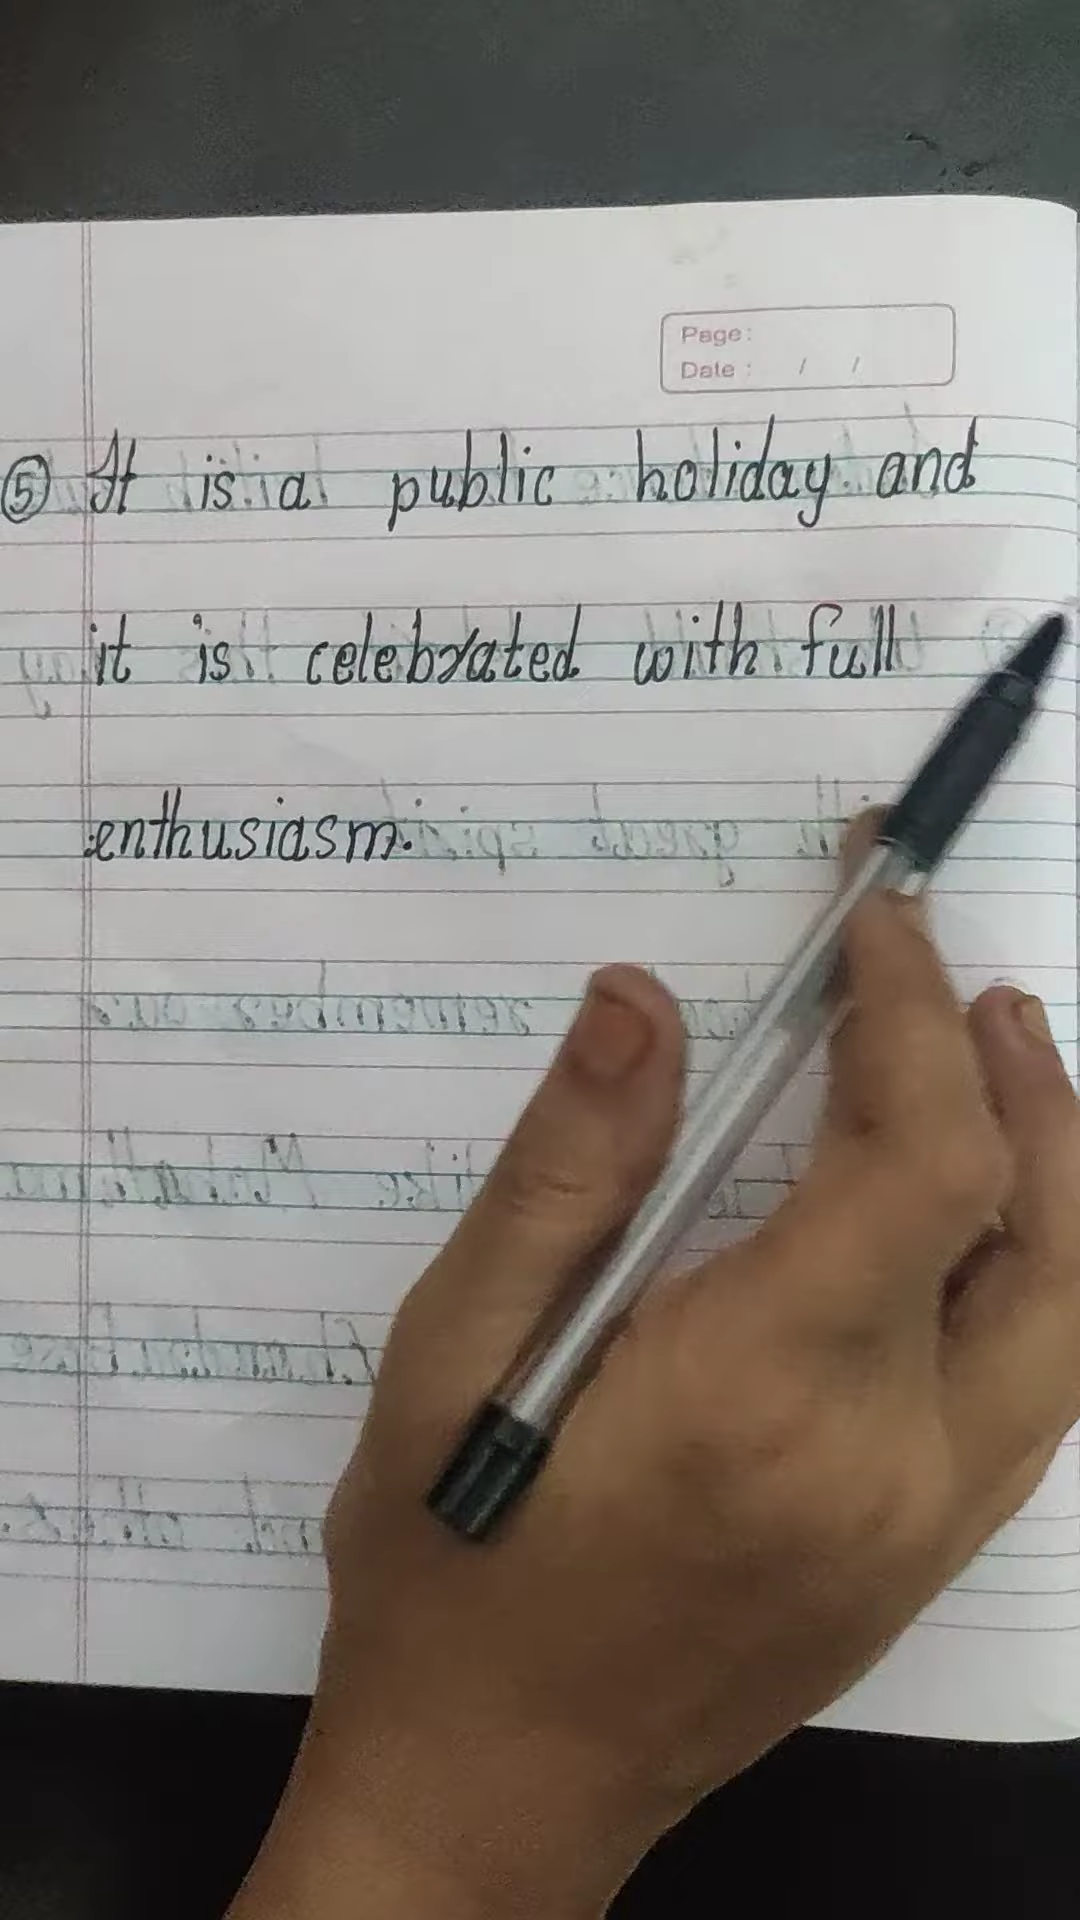 Page:
Date: / /
⑤ It is a public holiday and
it is celebrated with full
enthusiasm.